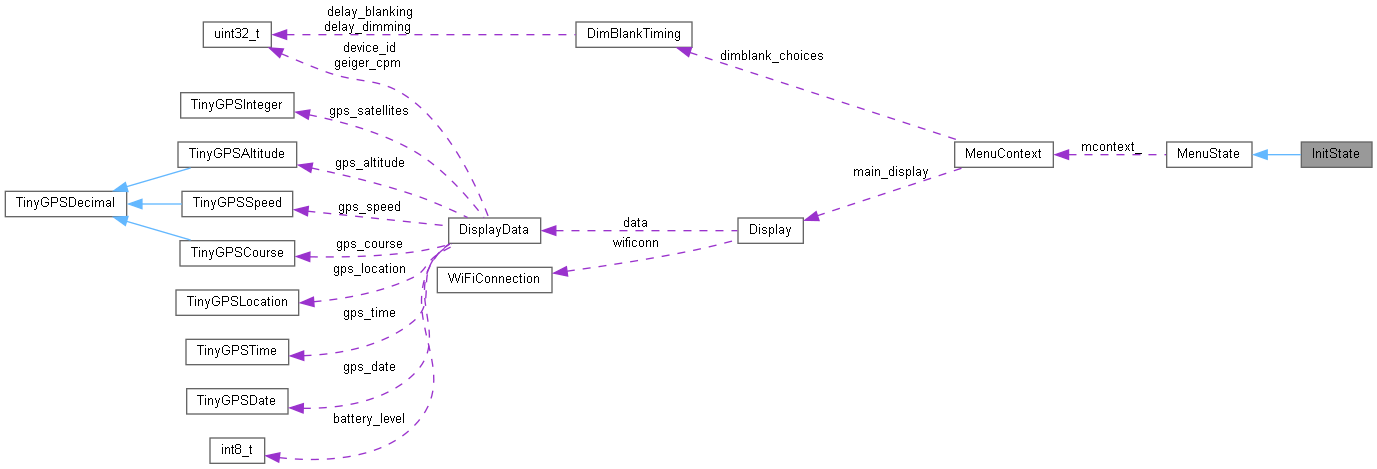 delay_blanking
delay_dimming
uint32_t
DimBlankTiming
device_id
geiger_cpm
dimblank_choices
TinyGPSInteger
gps_satellites
TinyGPSAltitude
gps_altitude
MenuContext
mcontext_
MenuState
InitState
main_display
TinyGPSDecimal
TinyGPSSpeed
gps_speed
DisplayData
data
Display
gps_course
wificonn
TinyGPSCourse
gps_location
WiFiConnection
TinyGPSLocation
gps_time
TinyGPSTime
gps_date
TinyGPSDate
battery_level
int8_t